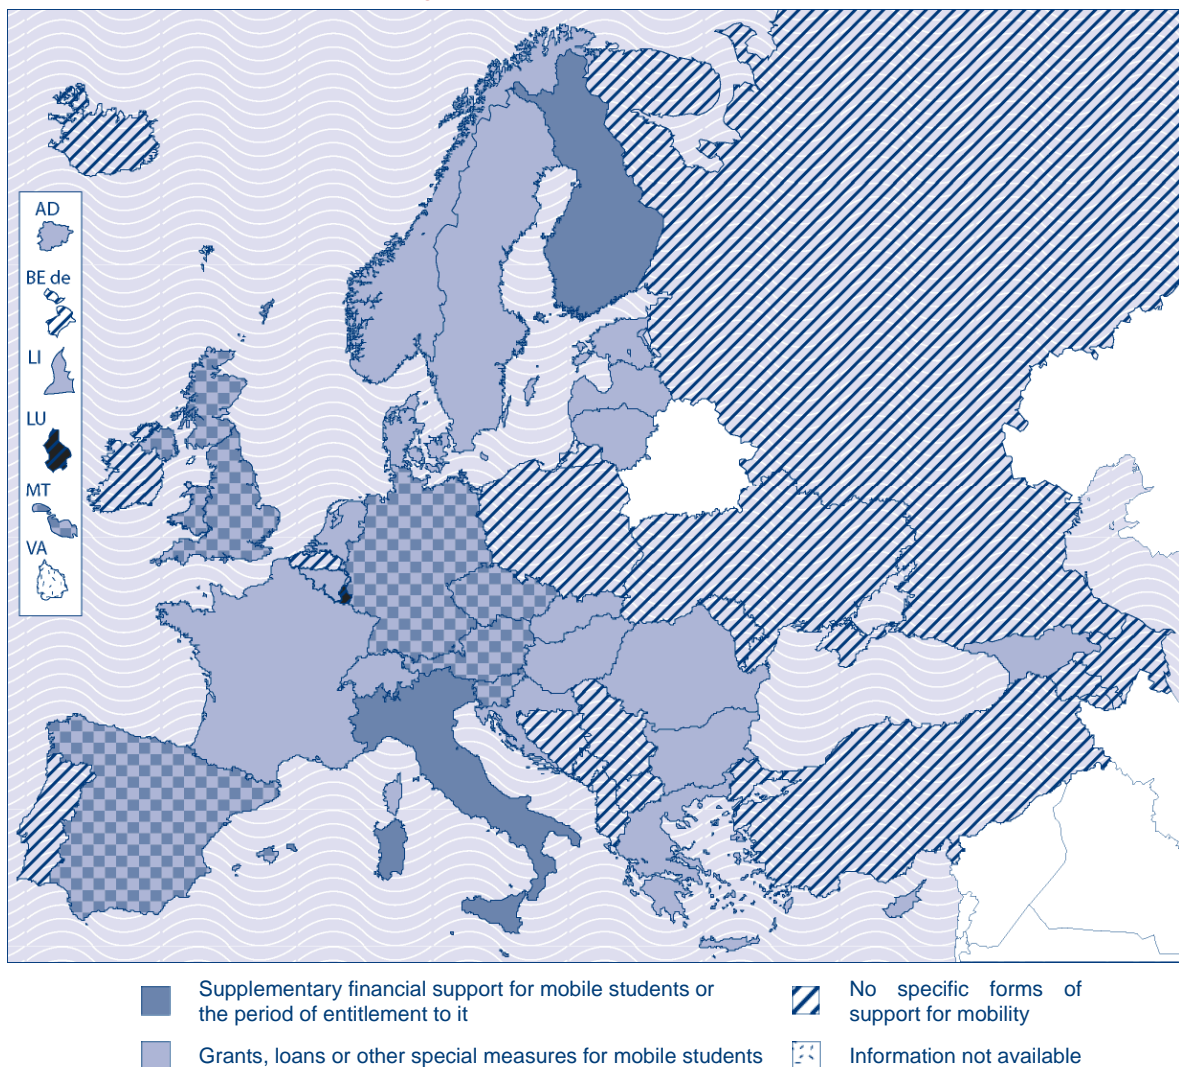 AD
BE de
LI
LU
MT
VA
Supplementary financial support for mobile students or
the period of entitlement to it
No specific forms of
support for mobility
Grants, loans or other special measures for mobile students
Information not available